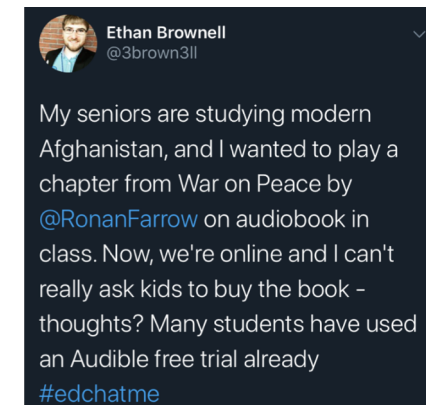 Ethan Brownell
@3brown3ll
My seniors are studying modern
Afghanistan, and I wanted to play a
chapter from War on Peace by
@RonanFarrow on audiobook in
class. Now, we're online and I can't
really ask kids to buy the book -
thoughts? Many students have used
an Audible free trial already
#edchatme